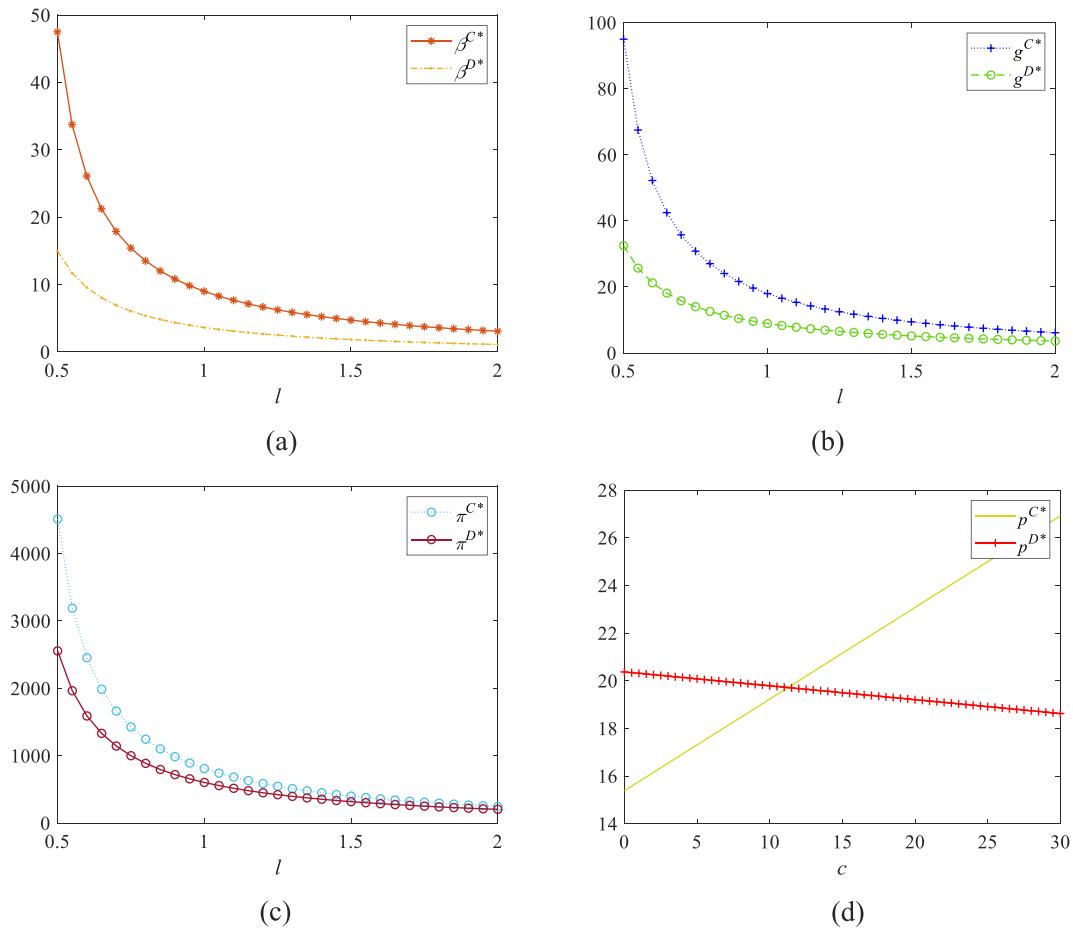 50
40
30
20
10
0
0.5 1 1.5 2
l
β^{C*}
β^{D*}
(a)
100
80
60
40
20
0
0.5 1 1.5 2
l
g^{C*}
g^{D*}
(b)
5000
4000
3000
2000
1000
0
0.5 1 1.5 2
l
π^{C*}
π^{D*}
(c)
28
26
24
22
20
18
16
14
0 5 10 15 20 25 30
c
p^{C*}
p^{D*}
(d)